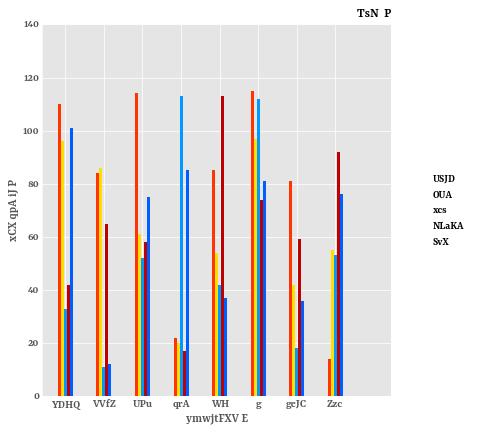 TsN P
140
120
100
80
60
40
20
0
xCX qpA iJ P
YDHQ VVfZ UPu qrA WH g geJC Zzc
ymwjtFXV E
USJD
OUA
xcs
NLaKA
SvX